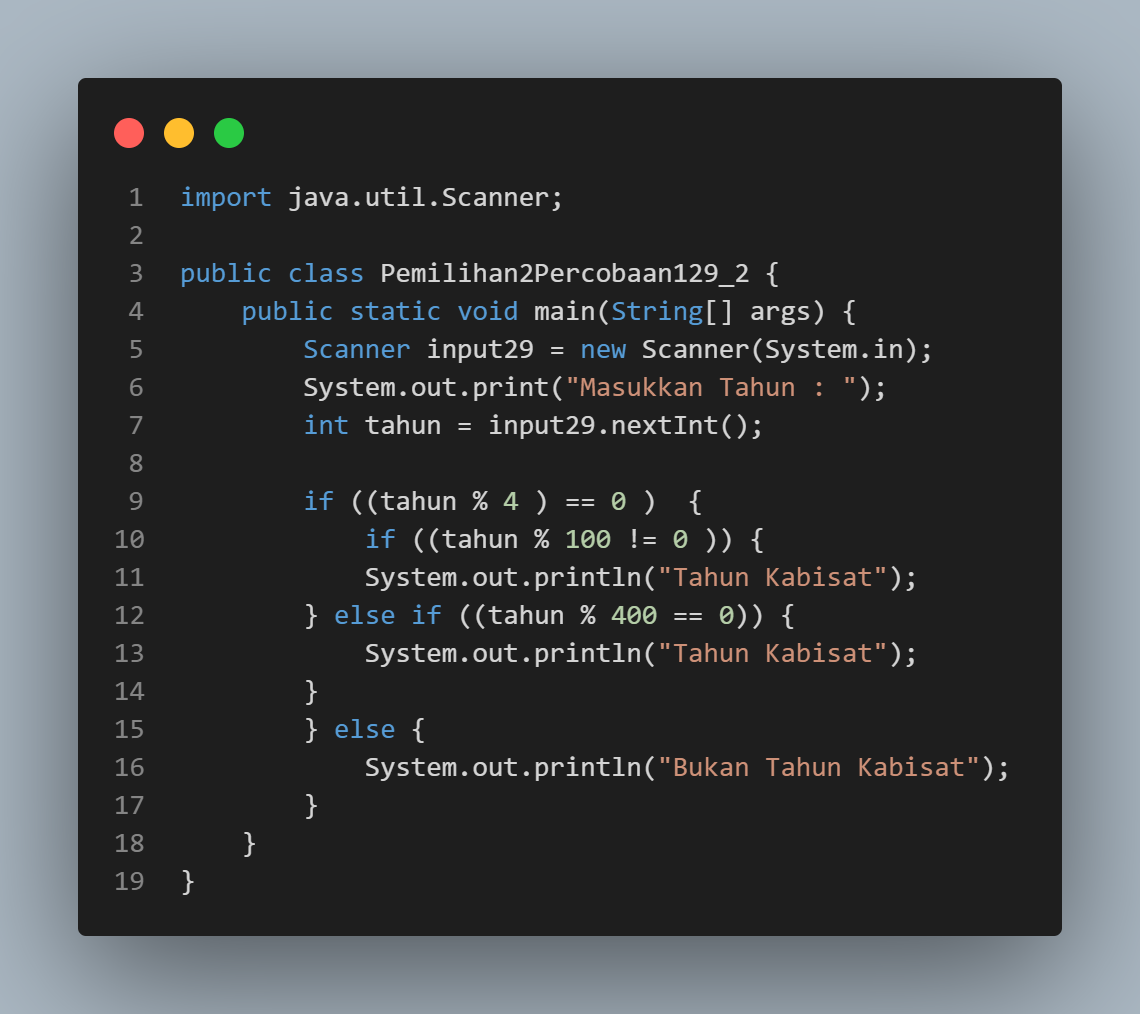 1 import java.util.Scanner;
2
3 public class Pemilihan2Percobaan129_2 {
4     public static void main(String[] args) {
5         Scanner input29 = new Scanner(System.in);
6         System.out.print("Masukkan Tahun : ");
7         int tahun = input29.nextInt();
8
9         if ((tahun % 4 ) == 0 )  {
10             if ((tahun % 100 != 0 )) {
11             System.out.println("Tahun Kabisat");
12         } else if ((tahun % 400 == 0)) {
13             System.out.println("Tahun Kabisat");
14         }
15         } else {
16             System.out.println("Bukan Tahun Kabisat");
17         }
18     }
19 }